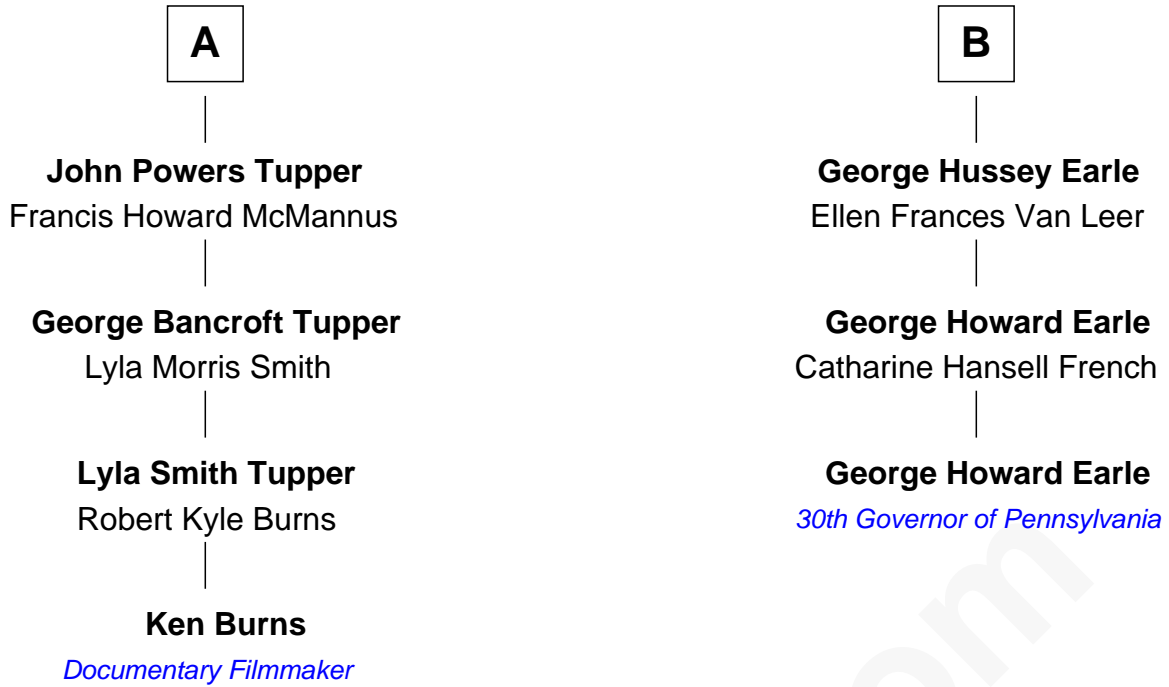 A
John Powers Tupper
Francis Howard McMannus
George Bancroft Tupper
Lyla Morris Smith
Lyla Smith Tupper
Robert Kyle Burns
Ken Burns
Documentary Filmmaker
B
George Hussey Earle
Ellen Frances Van Leer
George Howard Earle
Catharine Hansell French
George Howard Earle
30th Governor of Pennsylvania
om